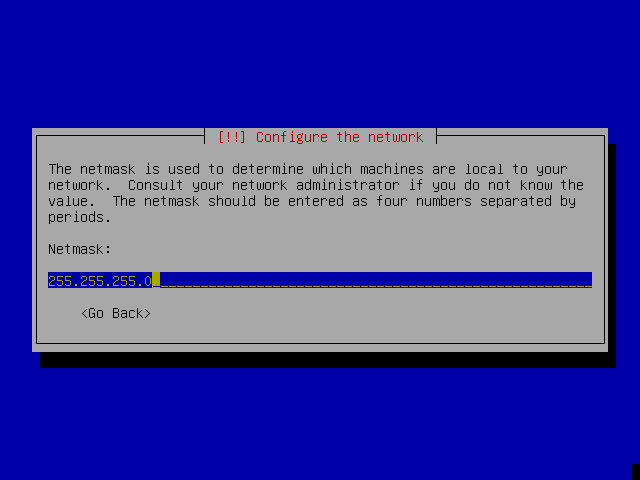 [!!] Configure the network
The netmask is used to determine which machines are local to your
network.  Consult your network administrator if you do not know the
value.  The netmask should be entered as four numbers separated by
periods.
Netmask:
255.255.255.0
<Go Back>